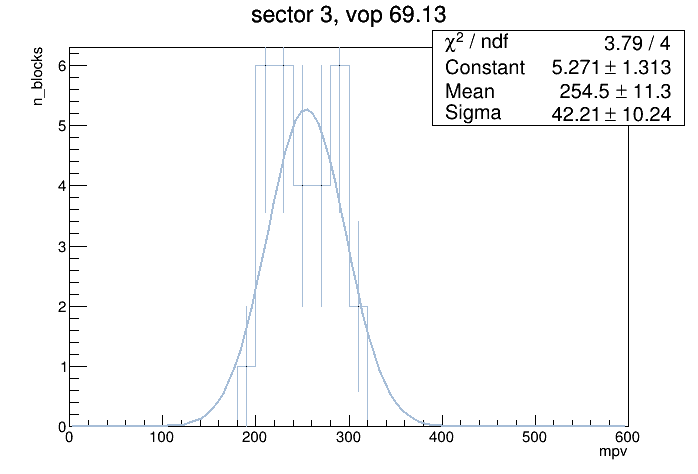 sector 3, vop 69.13
χ² / ndf 3.79 / 4
Constant 5.271 ± 1.313
Mean 254.5 ± 11.3
Sigma 42.21 ± 10.24
n_blocks
6
5
4
3
2
1
0
0 100 200 300 400 500 600
mpv